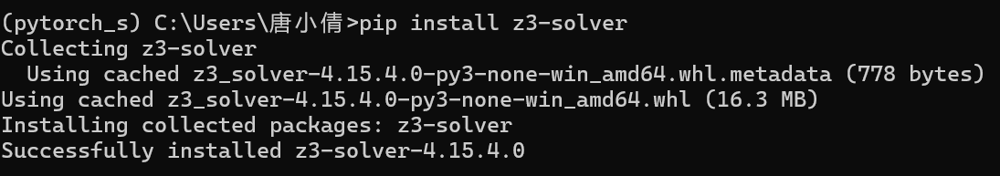 (pytorch_s) C:\Users\唐小倩>pip install z3-solver
Collecting z3-solver
  Using cached z3_solver-4.15.4.0-py3-none-win_amd64.whl.metadata (778 bytes)
Using cached z3_solver-4.15.4.0-py3-none-win_amd64.whl (16.3 MB)
Installing collected packages: z3-solver
Successfully installed z3-solver-4.15.4.0